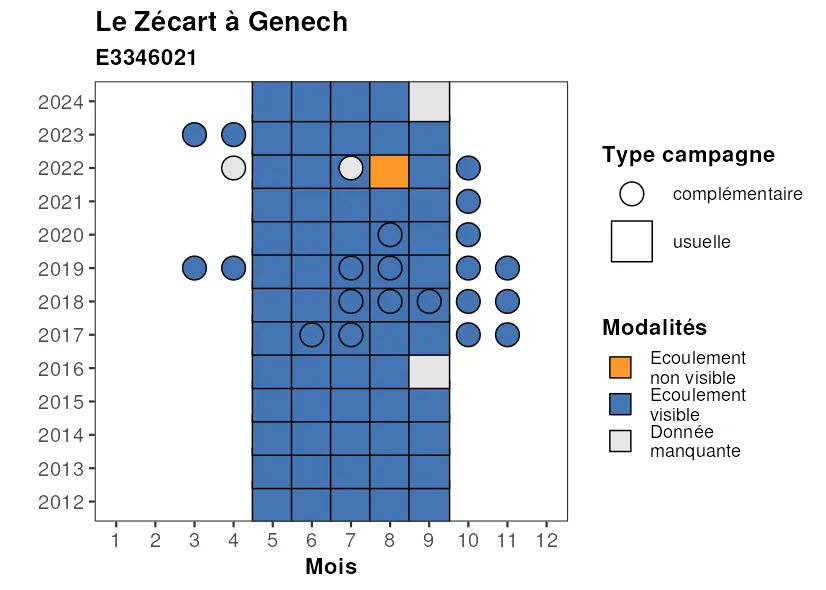 Le Zécart à Genech
E3346021
2024
2023
2022
2021
2020
2019
2018
2017
2016
2015
2014
2013
2012
1 2 3 4 5 6 7 8 9 10 11 12
Mois
Type campagne
complémentaire
usuelle
Modalités
Ecoulement
non visible
Ecoulement
visible
Donnée
manquante